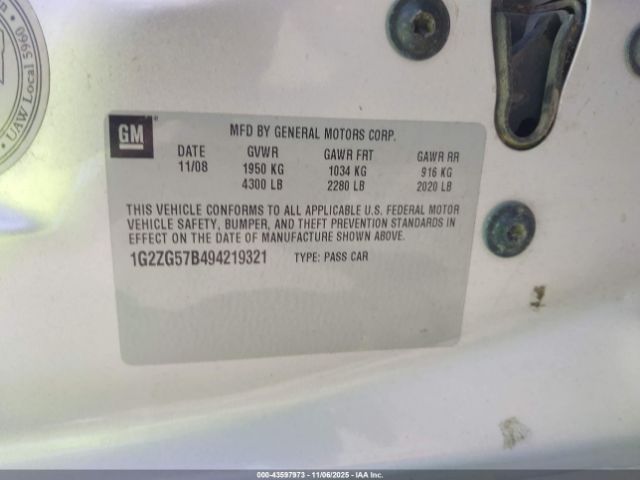 UAW Local 5960
GM
MFD BY GENERAL MOTORS CORP.
DATE GVWR GAWR FRT GAWR RR
11/08 1950 KG 1034 KG 916 KG
4300 LB 2280 LB 2020 LB
THIS VEHICLE CONFORMS TO ALL APPLICABLE U.S. FEDERAL MOTOR
VEHICLE SAFETY, BUMPER, AND THEFT PREVENTION STANDARDS IN
EFFECT ON THE DATE OF MANUFACTURE SHOWN ABOVE.
1G2ZG57B494219321 TYPE: PASS CAR
000-43597973 - 11/06/2025 - IAA Inc.